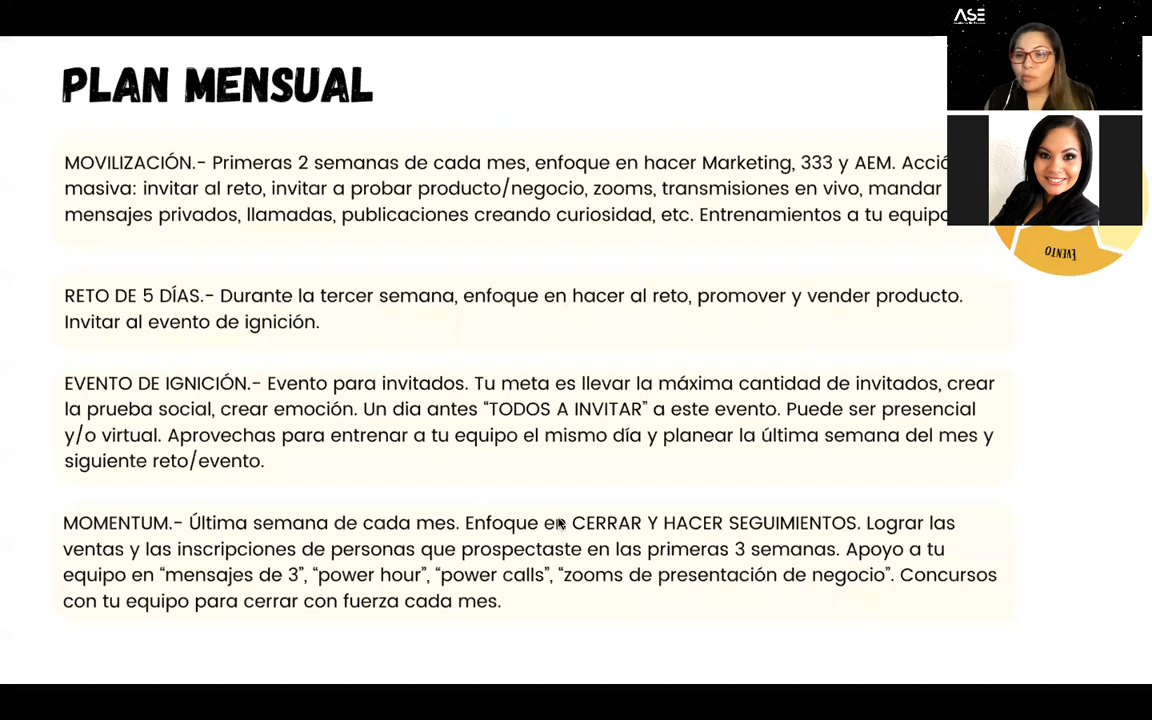 ASE
PLAN MENSUAL
MOVILIZACIÓN.- Primeras 2 semanas de cada mes, enfoque en hacer Marketing, 333 y AEM.
masiva: invitar al reto, invitar a probar producto/negocio, zooms, transmisiones en vivo, mandar
mensajes privados, llamadas, publicaciones creando curiosidad, etc. Entrenamientos a tu equipo
RETO DE 5 DÍAS.- Durante la tercer semana, enfoque en hacer al reto, promover y vender producto.
Invitar al evento de ignición.
EVENTO
EVENTO DE IGNICIÓN.- Evento para invitados. Tu meta es llevar la máxima cantidad de invitados, crear
la prueba social, crear emoción. Un dia antes “TODOS A INVITAR” a este evento. Puede ser presencial
y/o virtual. Aprovechas para entrenar a tu equipo el mismo día y planear la última semana del mes y
siguiente reto/evento.
MOMENTUM.- Última semana de cada mes. Enfoque en CERRAR Y HACER SEGUIMIENTOS. Lograr las
ventas y las inscripciones de personas que prospectaste en las primeras 3 semanas. Apoyo a tu
equipo en “mensajes de 3”, “power hour”, “power calls”, “zooms de presentación de negocio”. Concursos
con tu equipo para cerrar con fuerza cada mes.